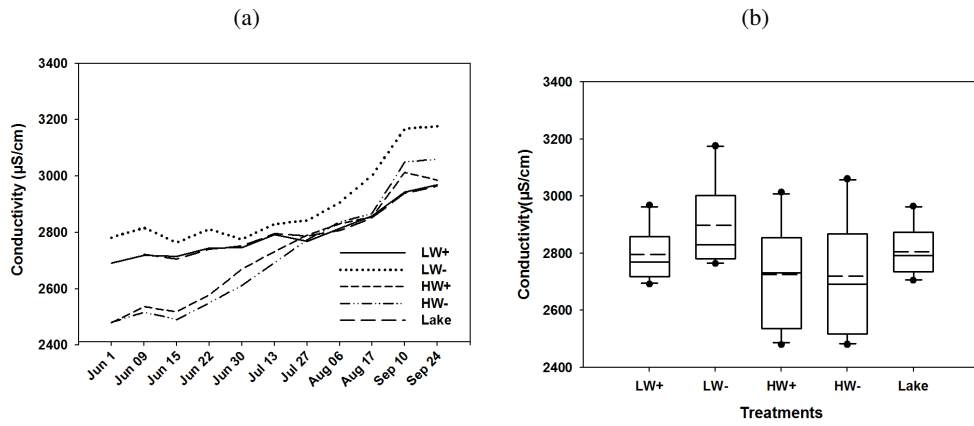 (a)
(b)
Conductivity (µS/cm)
3400
3200
3000
2800
2600
2400
LW+
LW-
HW+
HW-
Lake
Jun 1
Jun 09
Jun 15
Jun 22
Jun 30
Jul 13
Jul 27
Aug 06
Aug 17
Sep 10
Sep 24
Conductivity(µS/cm)
3400
3200
3000
2800
2600
2400
LW+
LW-
HW+
HW-
Lake
Treatments